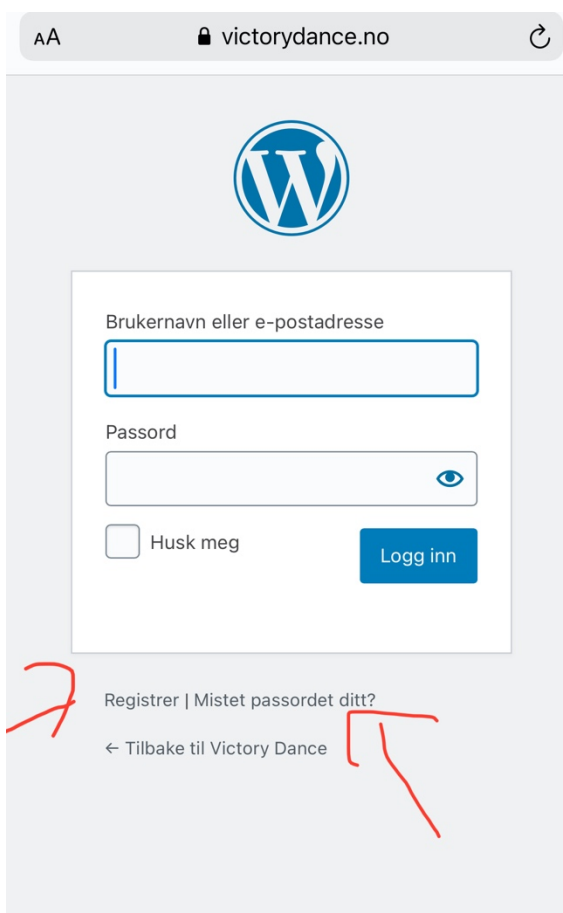 AA victorydance.no
Brukernavn eller e-postadresse
Passord
Husk meg
Logg inn
Registrer | Mistet passordet ditt?
← Tilbake til Victory Dance